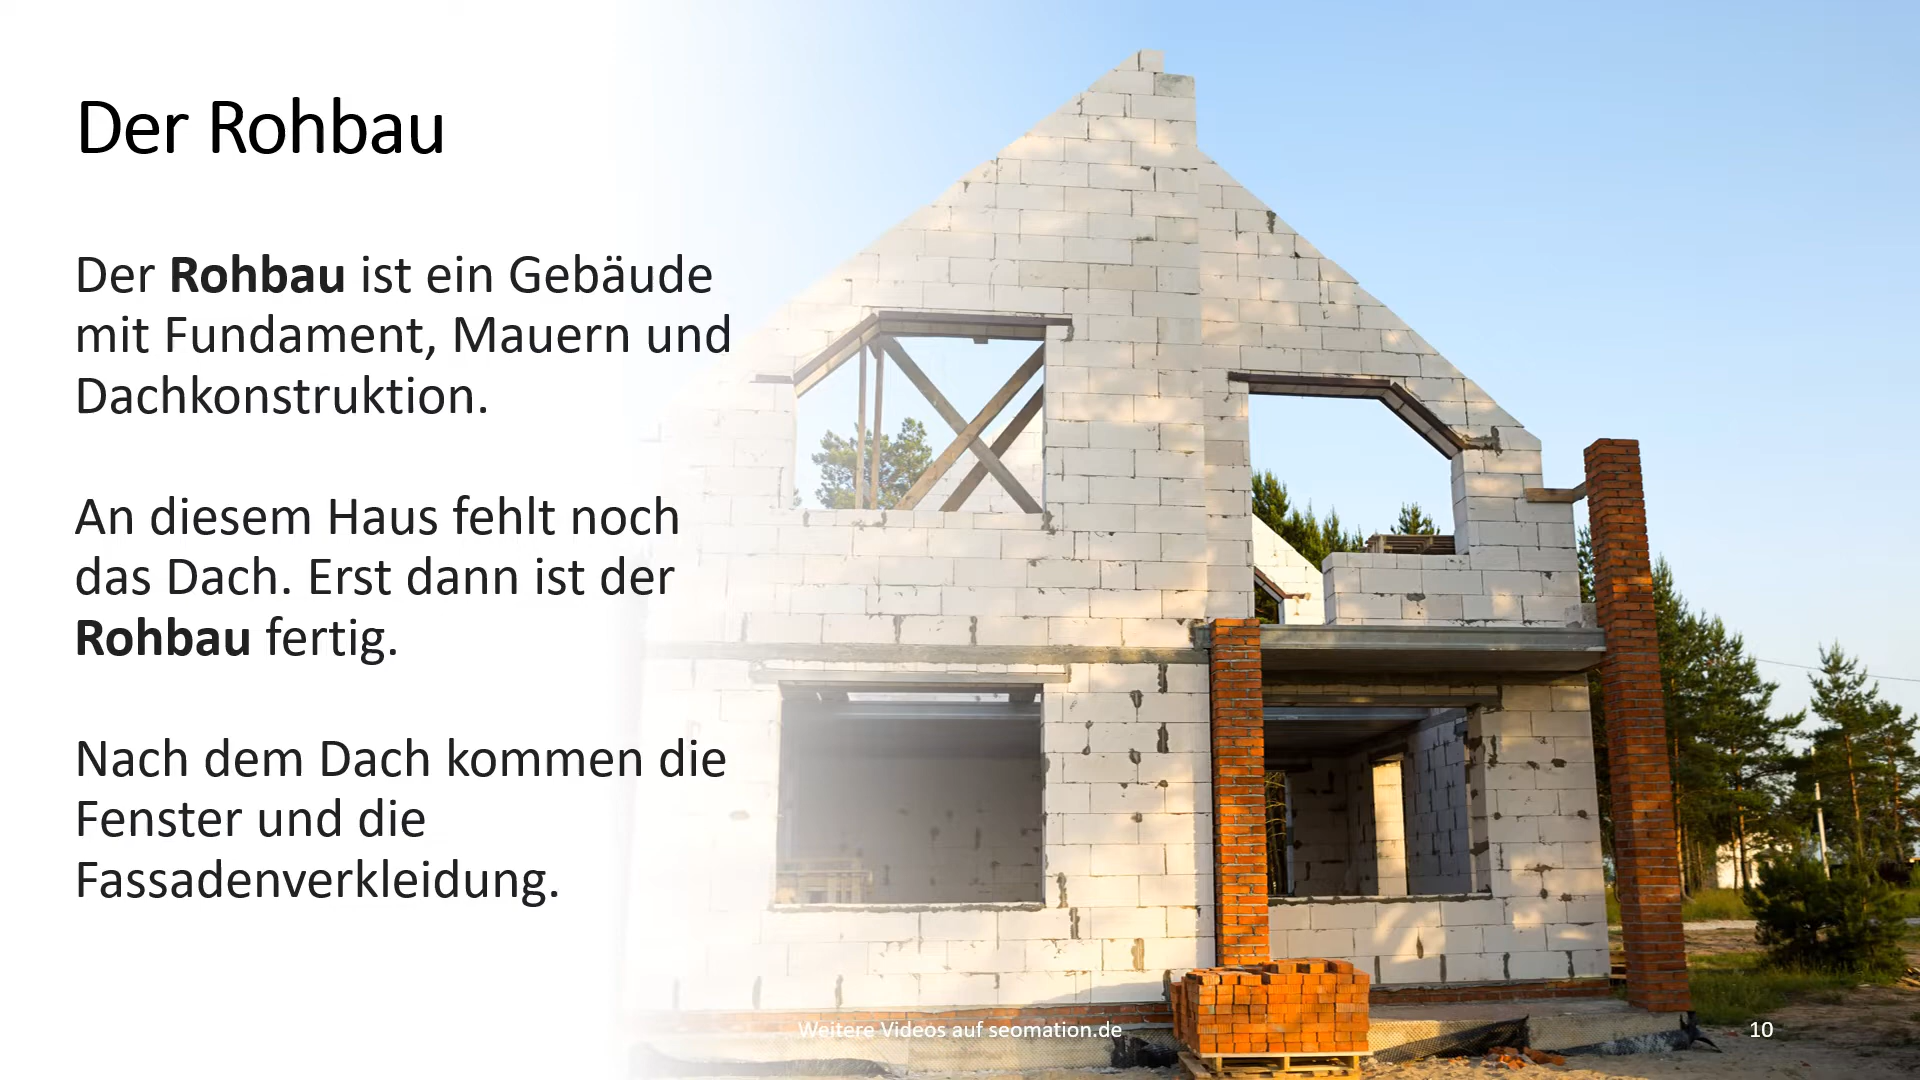 Der Rohbau
Der Rohbau ist ein Gebäude
mit Fundament, Mauern und
Dachkonstruktion.
An diesem Haus fehlt noch
das Dach. Erst dann ist der
Rohbau fertig.
Nach dem Dach kommen die
Fenster und die
Fassadenverkleidung.
Weitere Videos auf seomation.de
10